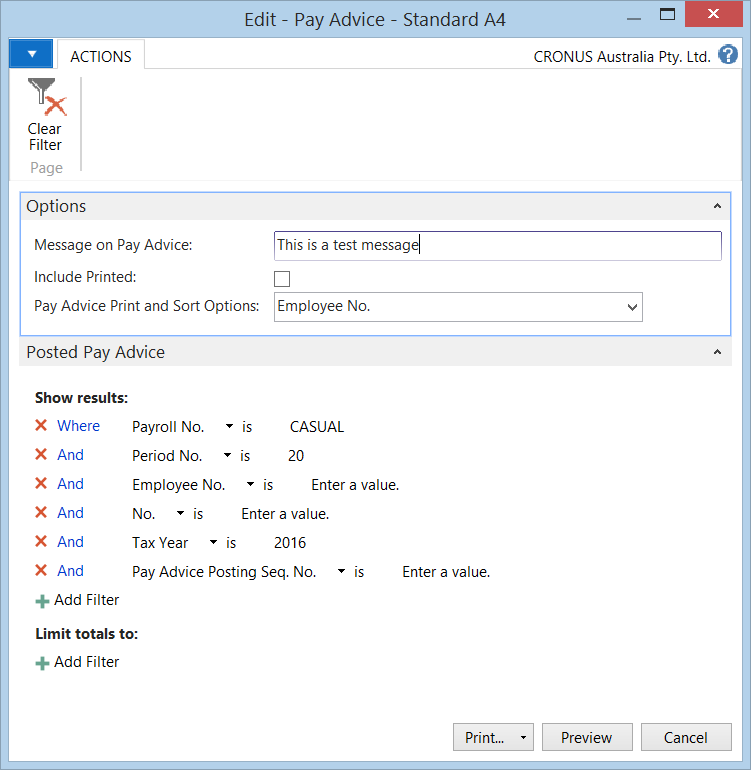 Edit - Pay Advice - Standard A4
ACTIONS
CRONUS Australia Pty. Ltd.
Clear
Filter
Page
Options
Message on Pay Advice: This is a test message
Include Printed:
Pay Advice Print and Sort Options: Employee No.
Posted Pay Advice
Show results:
Where Payroll No. is CASUAL
And Period No. is 20
And Employee No. is Enter a value.
And No. is Enter a value.
And Tax Year is 2016
And Pay Advice Posting Seq. No. is Enter a value.
Add Filter
Limit totals to:
Add Filter
Print... Preview Cancel